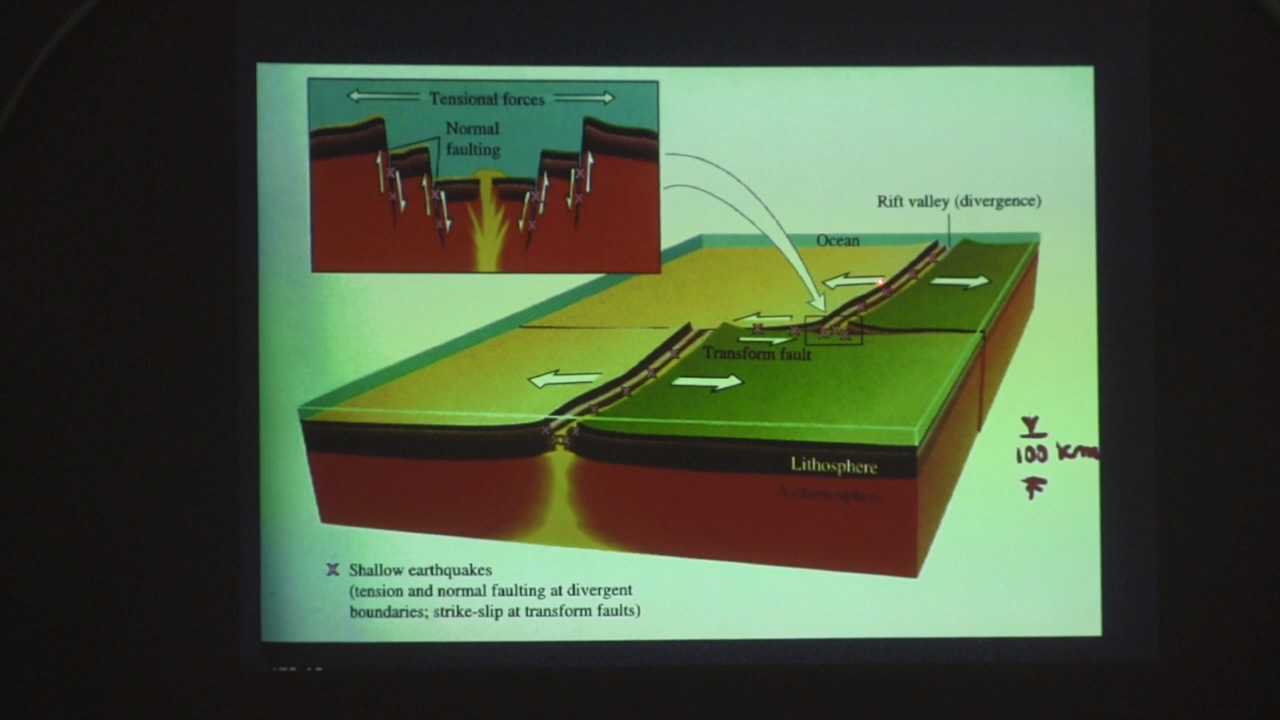 Tensional forces
Normal
faulting
Rift valley (divergence)
Ocean
Transform fault
100 km
Lithosphere
Asthenosphere
Shallow earthquakes
(tension and normal faulting at divergent
boundaries; strike-slip at transform faults)